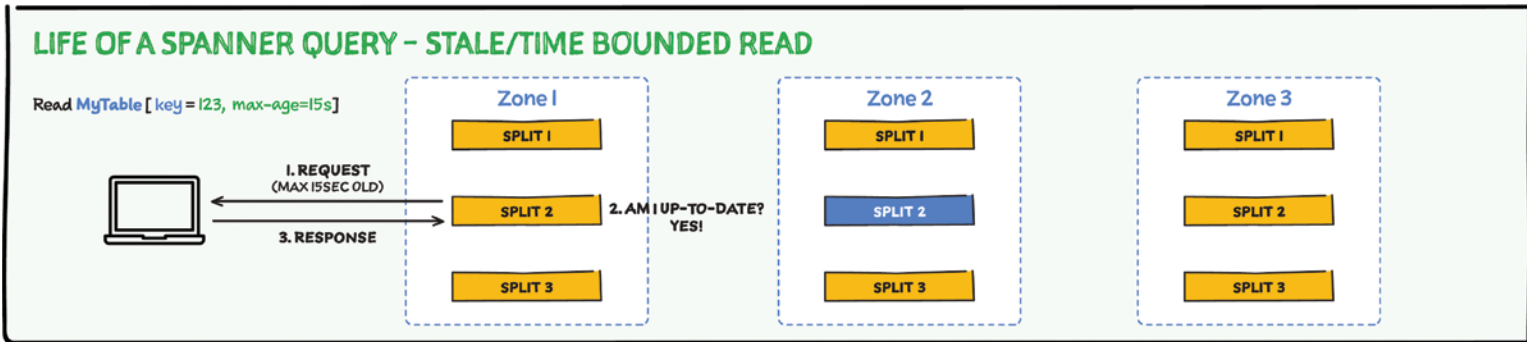 LIFE OF A SPANNER QUERY - STALE/TIME BOUNDED READ
Read MyTable [ key = 123, max-age=15s]
1. REQUEST
(MAX 15SEC OLD)
3. RESPONSE
Zone 1
SPLIT 1
SPLIT 2
SPLIT 3
2. AM I UP-TO-DATE?
YES!
Zone 2
SPLIT 1
SPLIT 2
SPLIT 3
Zone 3
SPLIT 1
SPLIT 2
SPLIT 3